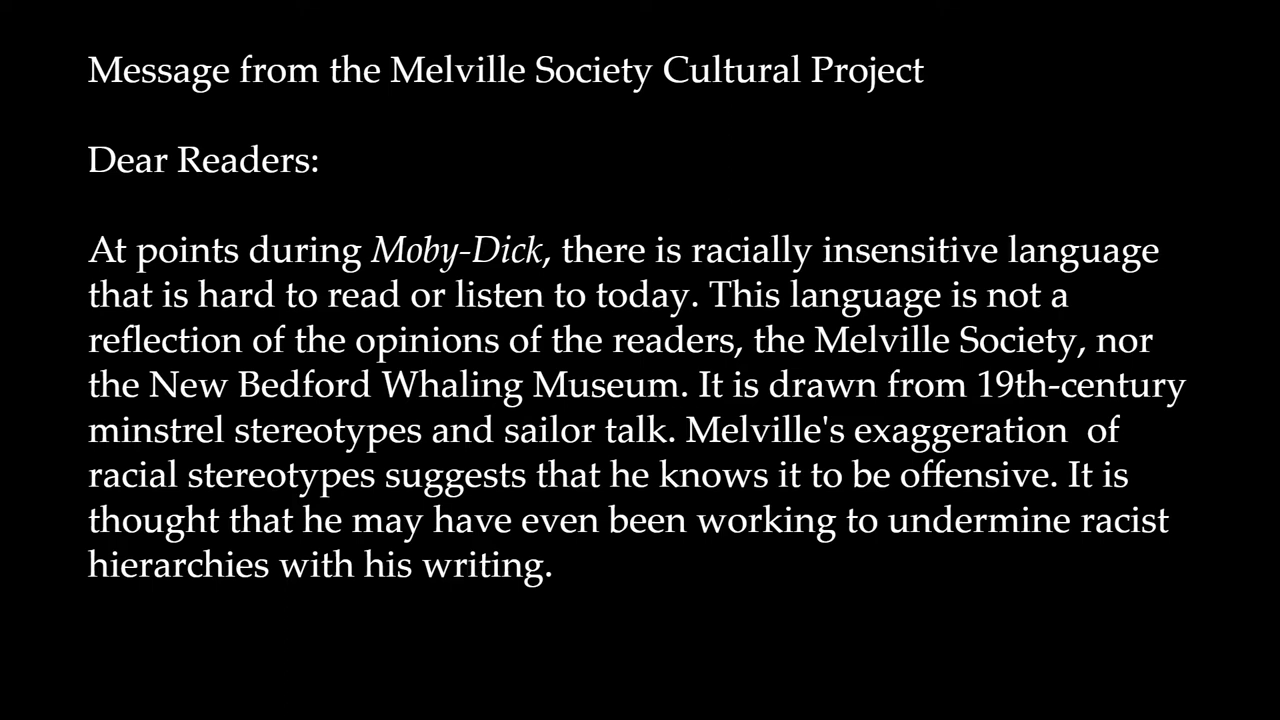 Message from the Melville Society Cultural Project
Dear Readers:
At points during Moby-Dick, there is racially insensitive language
that is hard to read or listen to today. This language is not a
reflection of the opinions of the readers, the Melville Society, nor
the New Bedford Whaling Museum. It is drawn from 19th-century
minstrel stereotypes and sailor talk. Melville's exaggeration  of
racial stereotypes suggests that he knows it to be offensive. It is
thought that he may have even been working to undermine racist
hierarchies with his writing.